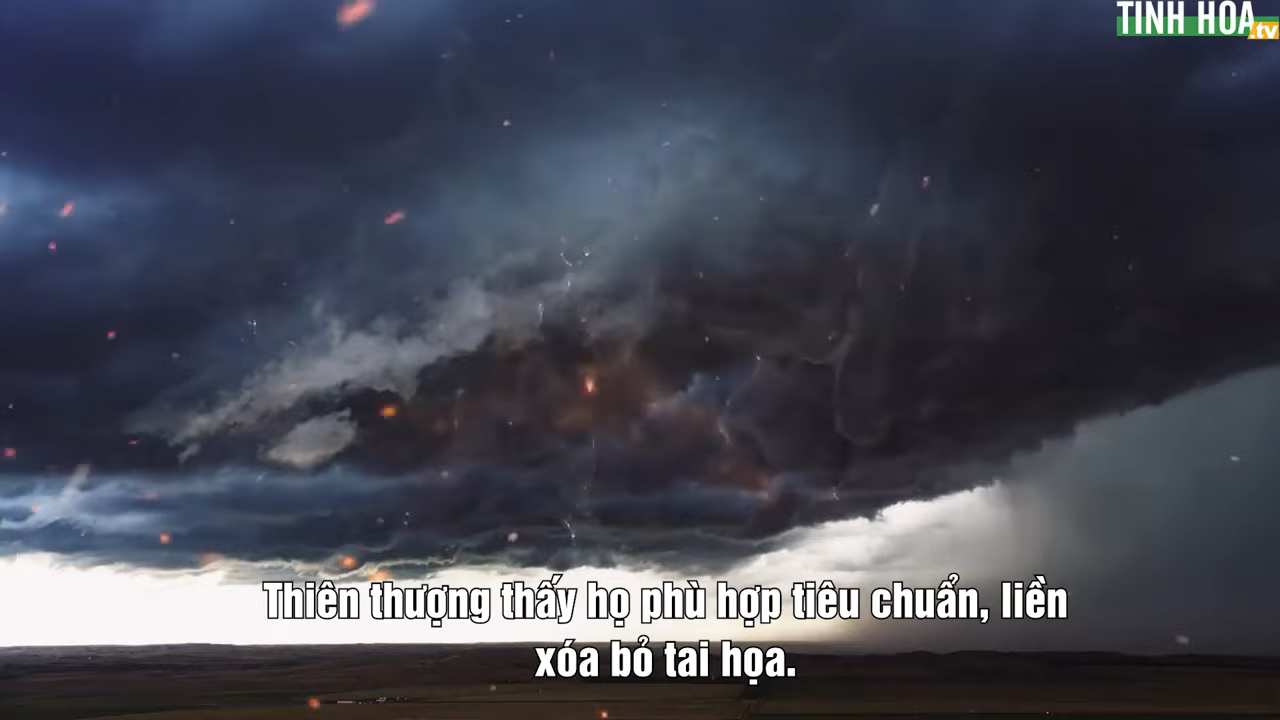 TINH HOA
.tv
Thiên thượng thấy họ phù hợp tiêu chuẩn, liền
xóa bỏ tai họa.